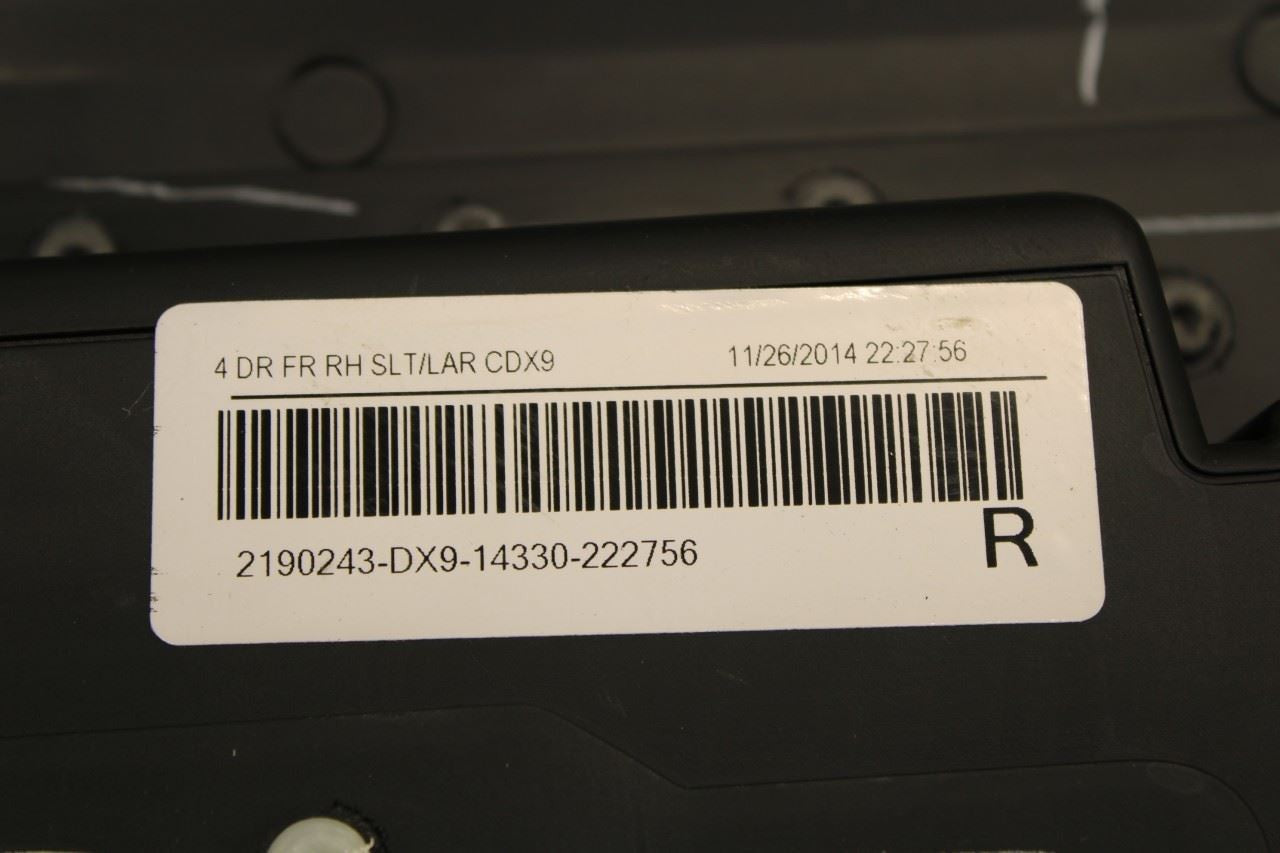 4 DR FR RH SLT/LAR CDX9 11/26/2014 22:27:56
2190243-DX9-14330-222756
R